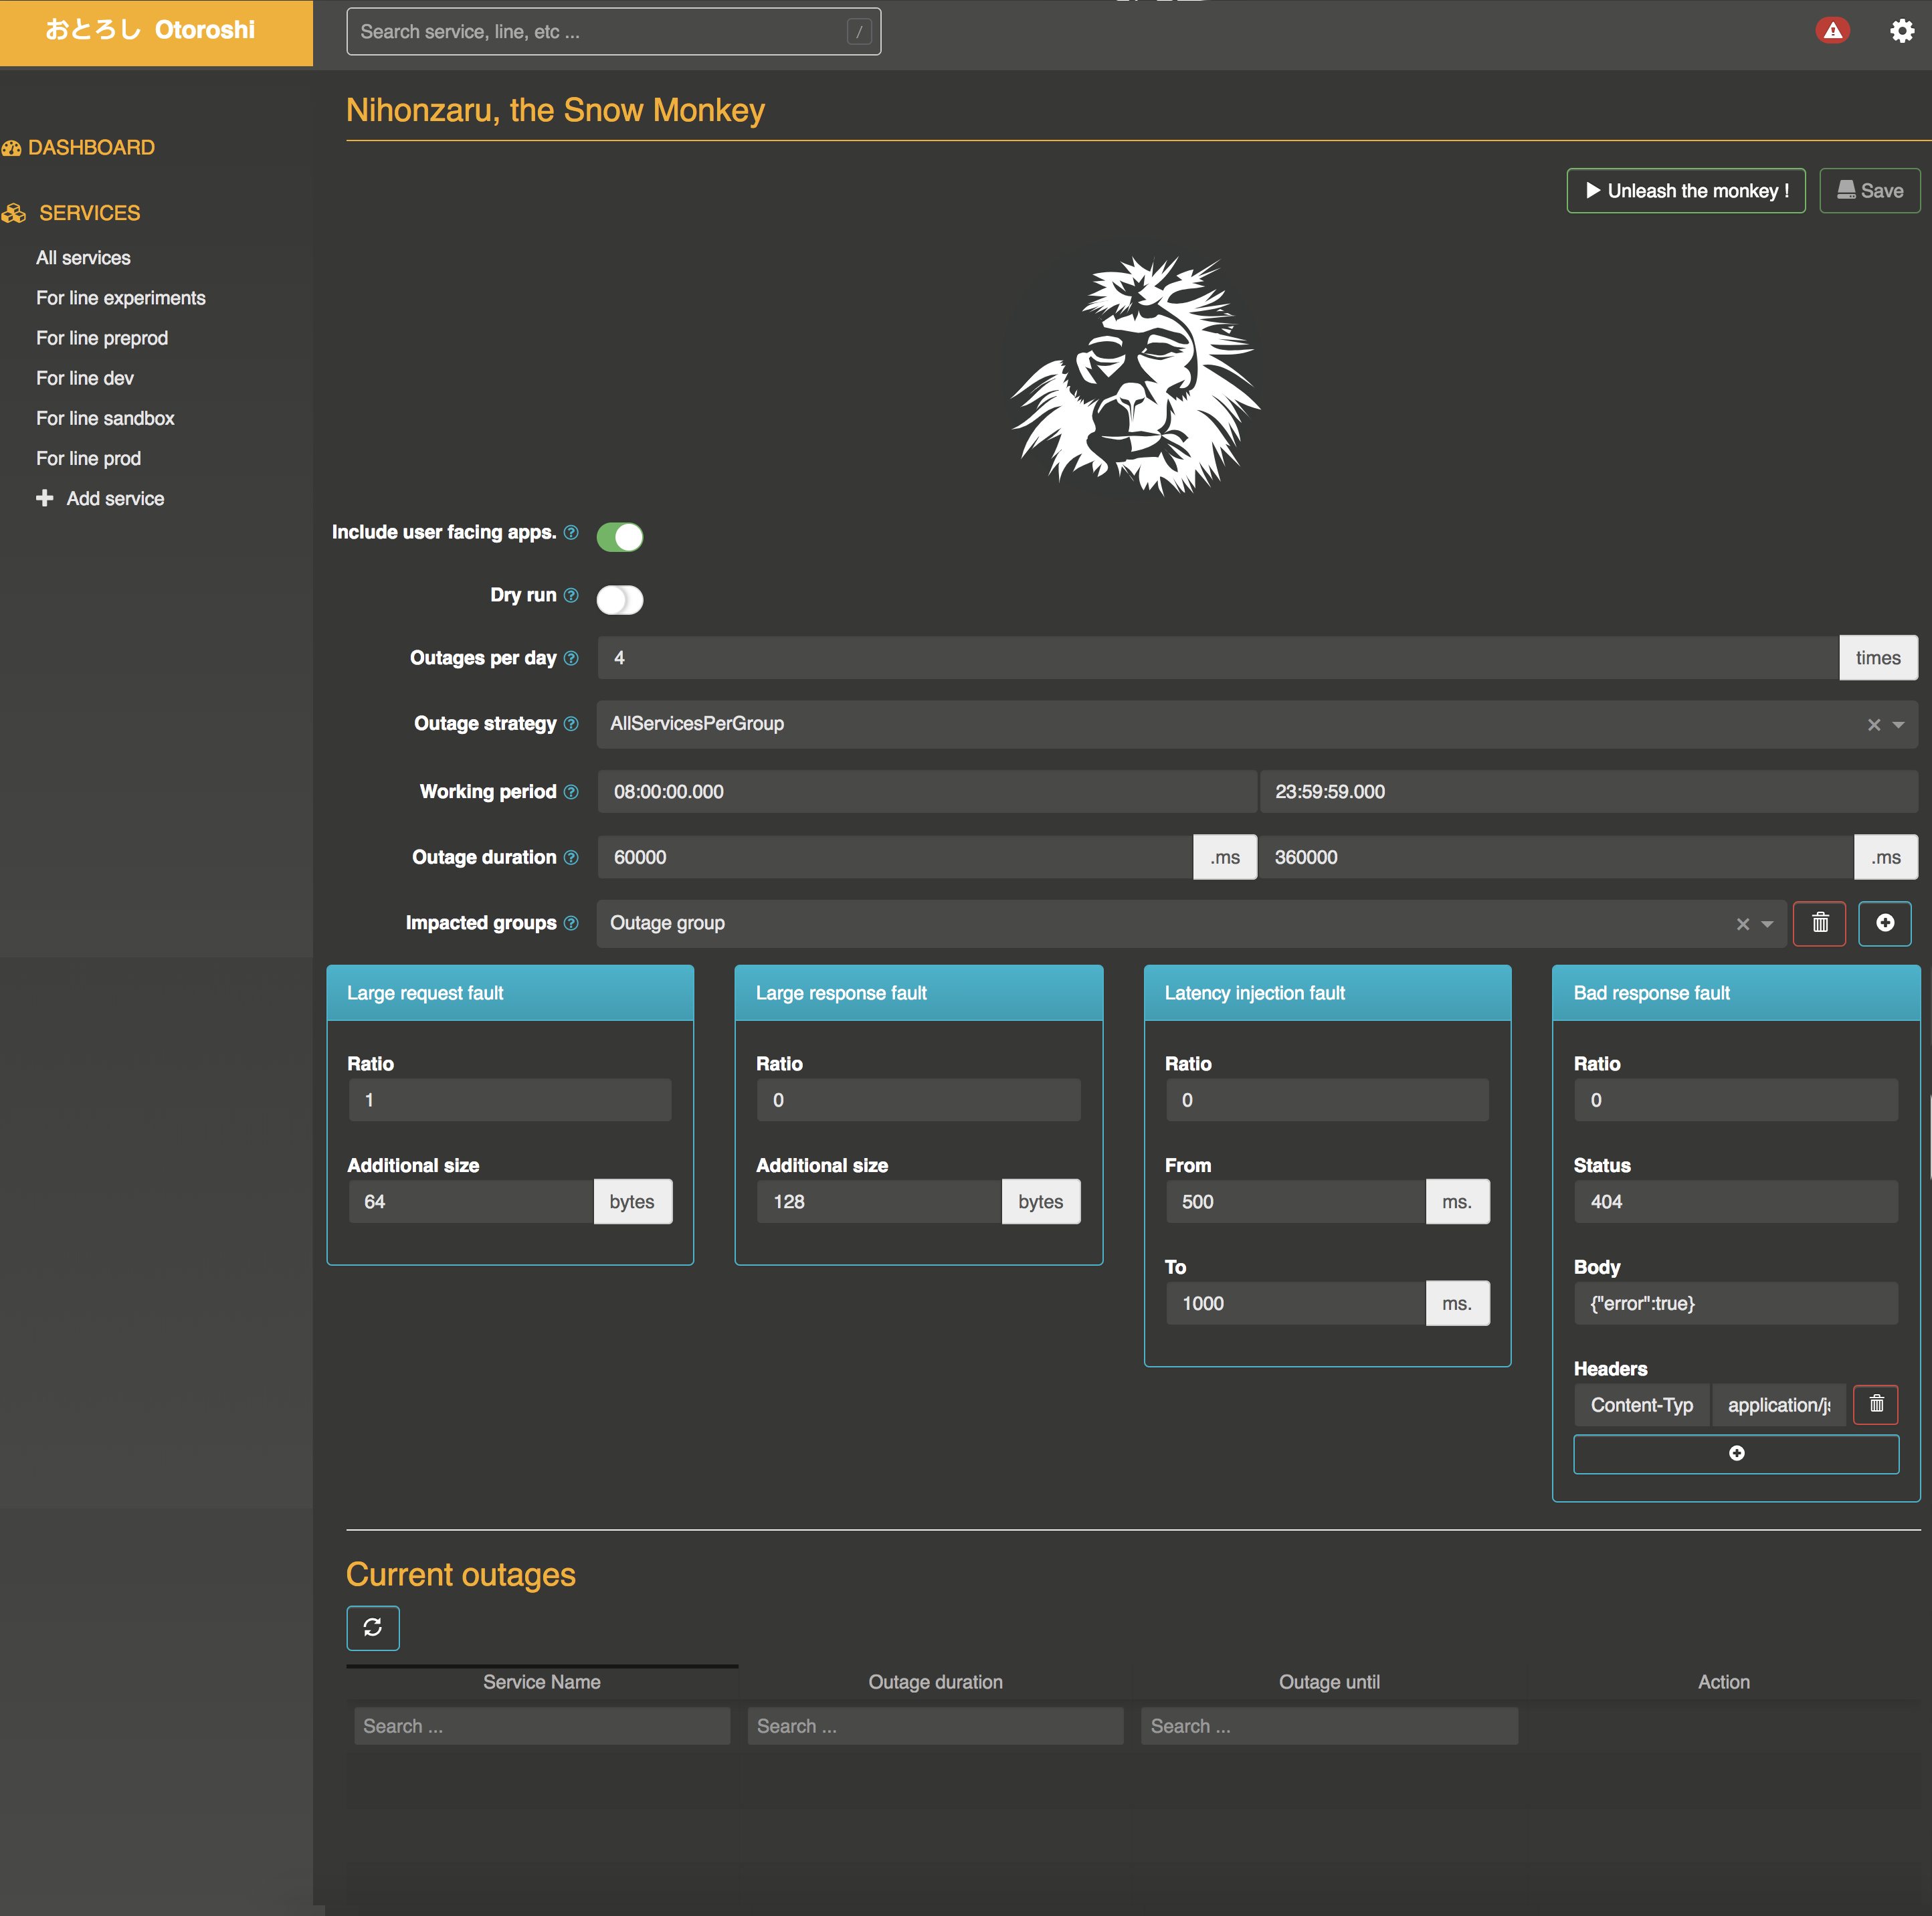 おとろし Otoroshi
Search service, line, etc ... /
Nihonzaru, the Snow Monkey
DASHBOARD
Unleash the monkey !
Save
SERVICES
All services
For line experiments
For line preprod
For line dev
For line sandbox
For line prod
Add service
Include user facing apps. ?
Dry run ?
Outages per day ? 4 times
Outage strategy ? AllServicesPerGroup
Working period ? 08:00:00.000 23:59:59.000
Outage duration ? 60000 .ms 360000 .ms
Impacted groups ? Outage group
Large request fault
Ratio
1
Additional size
64 bytes
Large response fault
Ratio
0
Additional size
128 bytes
Latency injection fault
Ratio
0
From
500 ms.
To
1000 ms.
Bad response fault
Ratio
0
Status
404
Body
{"error":true}
Headers
Content-Typ application/j
Current outages
Service Name Outage duration Outage until Action
Search ... Search ... Search ...